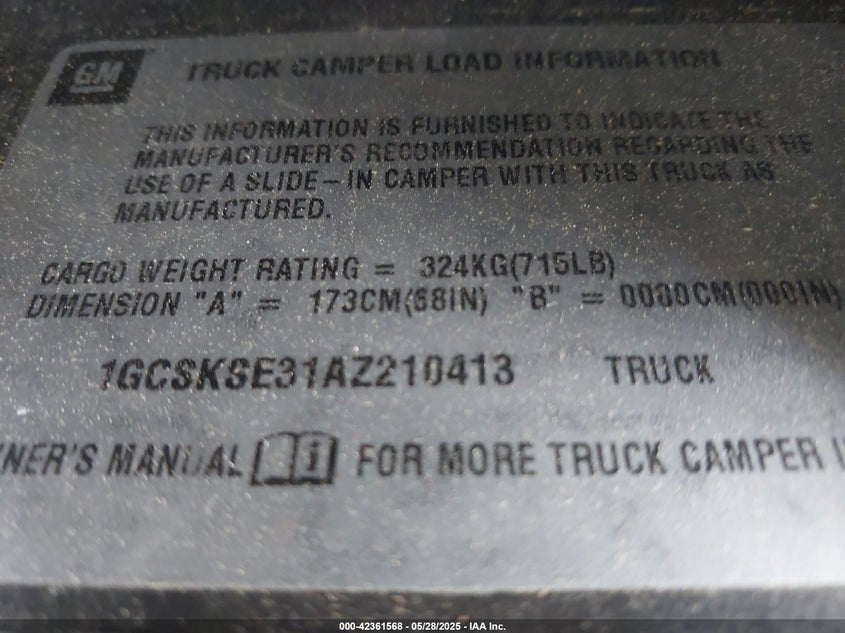 GM
TRUCK CAMPER LOAD INFORMATION
THIS INFORMATION IS FURNISHED TO INDICATE THE
MANUFACTURER'S RECOMMENDATION REGARDING THE
USE OF A SLIDE-IN CAMPER WITH THIS TRUCK AS
MANUFACTURED.
CARGO WEIGHT RATING = 324KG(715LB)
DIMENSION "A" = 173CM(68IN) "B" = 0000CM(000IN)
1GCSKSE31AZ210413 TRUCK
NER'S MANUAL FOR MORE TRUCK CAMPER
000-42361568 — 05/28/2025 - IAA Inc.